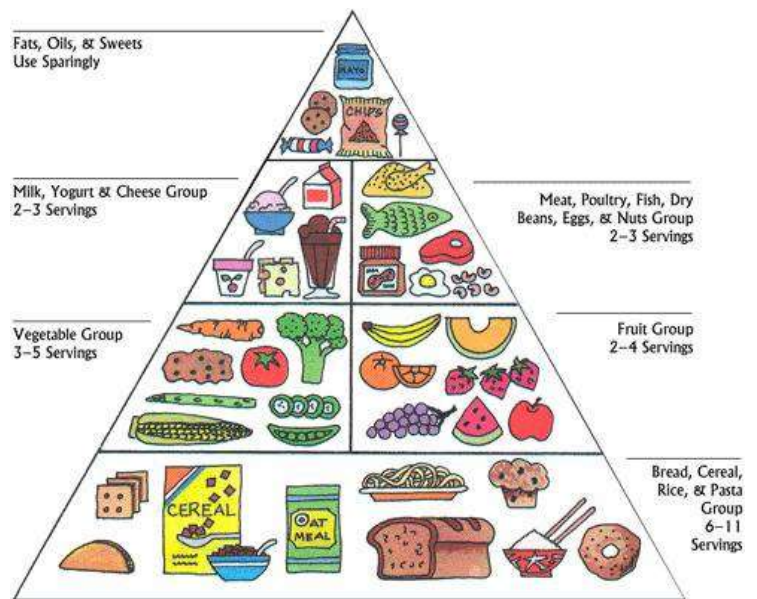 Fats, Oils, & Sweets
Use Sparingly
MAYO
CHIPS
Milk, Yogurt & Cheese Group
2–3 Servings
Meat, Poultry, Fish, Dry
Beans, Eggs, & Nuts Group
2–3 Servings
Vegetable Group
3–5 Servings
Fruit Group
2–4 Servings
Bread, Cereal,
Rice, & Pasta
Group
6–11
Servings
CEREAL
OAT
MEAL